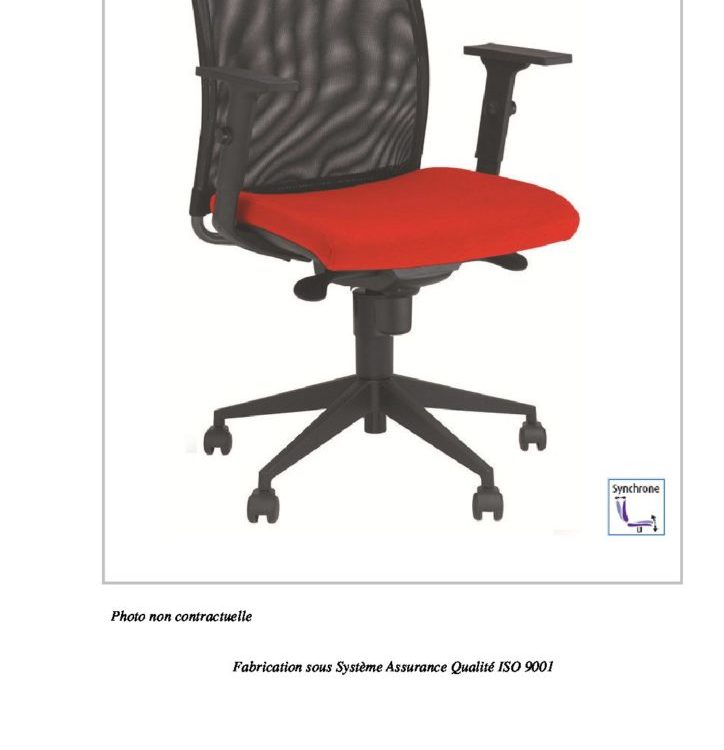 Synchrone
Photo non contractuelle
Fabrication sous Système Assurance Qualité ISO 9001